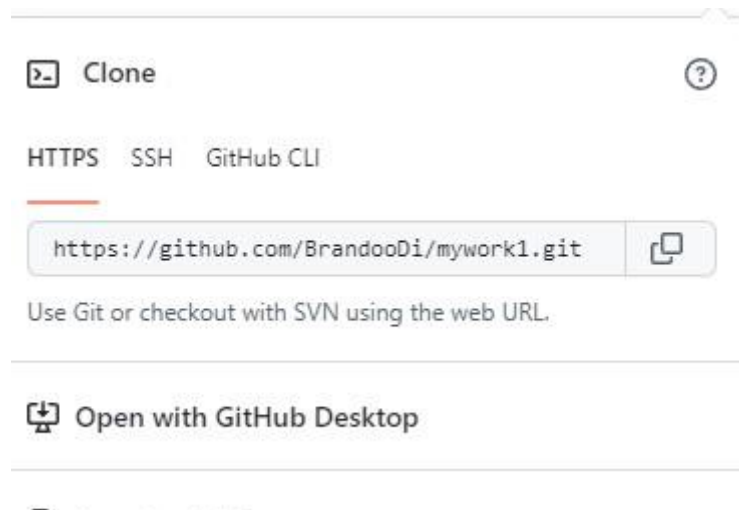 Clone
HTTPS SSH GitHub CLI
https://github.com/BrandooDi/mywork1.git
Use Git or checkout with SVN using the web URL.
Open with GitHub Desktop